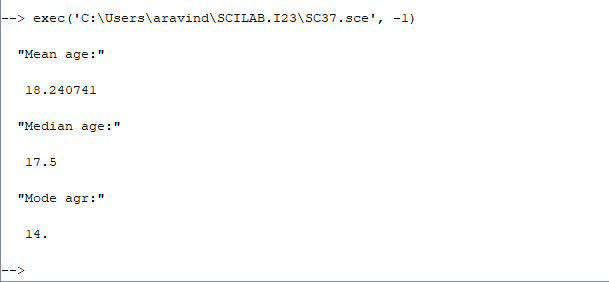 --> exec('C:\Users\aravind\SCILAB.I23\SC37.sce', -1)
"Mean age:"
18.240741
"Median age:"
17.5
"Mode agr:"
14.
-->